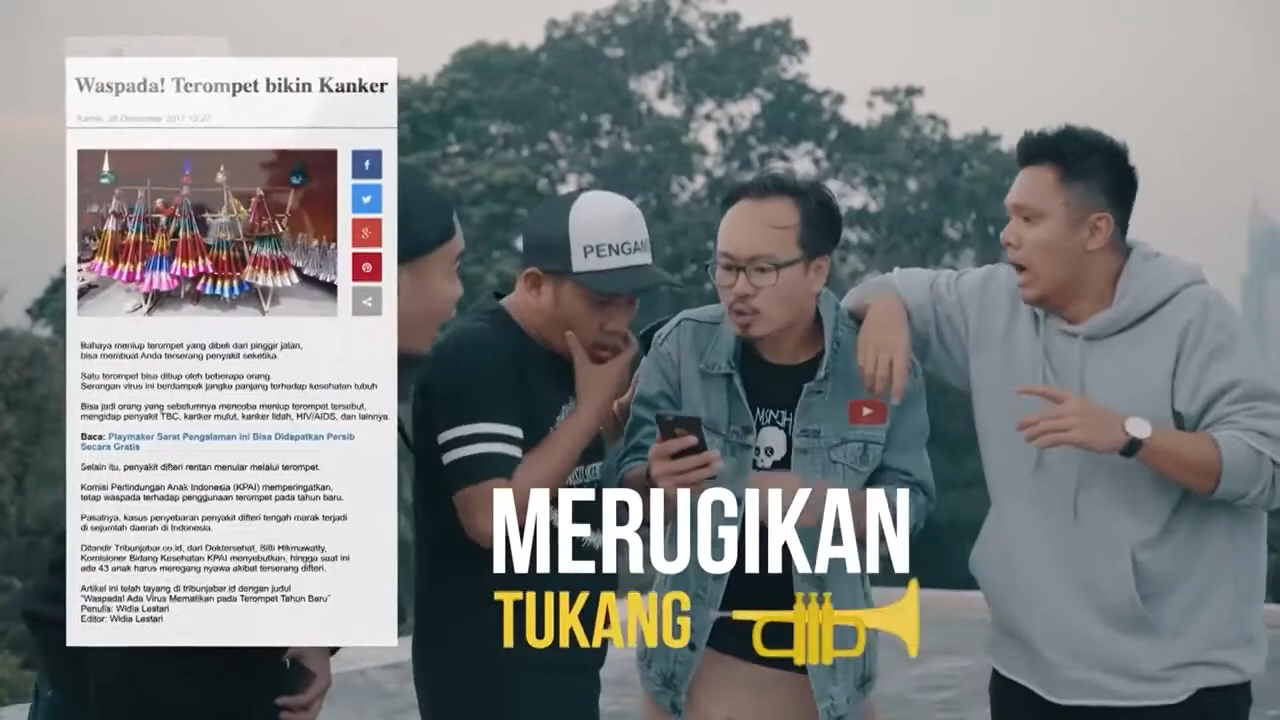 Waspada! Terompet bikin Kanker
Kamis, 28 Desember 2017 12:27
Bahaya meniup terompet yang dibeli dari pinggir jalan,
bisa membuat Anda terserang penyakit seketika.
Satu terompet bisa ditiup oleh beberapa orang.
Serangan virus ini berdampak jangka panjang terhadap kesehatan tubuh
Bisa jadi orang yang sebelumnya mencoba meniup terompet tersebut,
mengidap penyakit TBC, kanker mulut, kanker lidah, HIV/AIDS, dan lainnya.
Baca: Playmaker Sarat Pengalaman ini Bisa Didapatkan Persib
Secara Gratis
Selain itu, penyakit difteri rentan menular melalui terompet.
Komisi Perlindungan Anak Indonesia (KPAI) memperingatkan,
tetap waspada terhadap penggunaan terompet pada tahun baru.
Pasalnya, kasus penyebaran penyakit difteri tengah marak terjadi
di sejumlah daerah di Indonesia.
Dilandir Tribunjabar.co.id, dari Doktersehat, Sitti Hikmawatty,
Komisioner Bidang Kesehatan KPAI menyebutkan, hingga saat ini
ada 43 anak harus meregang nyawa akibat terserang difteri.
Artikel ini telah tayang di tribunjabar.id dengan judul
"Waspada! Ada Virus Mematikan pada Terompet Tahun Baru"
Penulis: Widia Lestari
Editor: Widia Lestari
PENGAM
MERUGIKAN
TUKANG